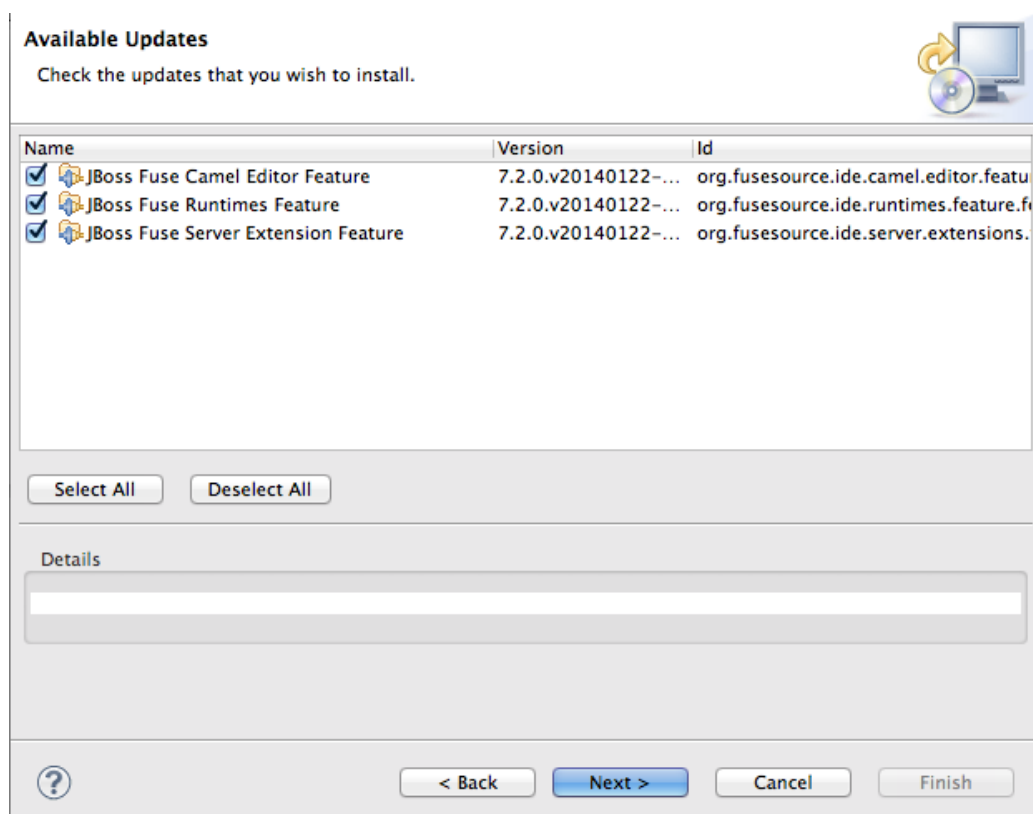 Available Updates
Check the updates that you wish to install.
Name Version Id
JBoss Fuse Camel Editor Feature 7.2.0.v20140122-... org.fusesource.ide.camel.editor.featu
JBoss Fuse Runtimes Feature 7.2.0.v20140122-... org.fusesource.ide.runtimes.feature.f
JBoss Fuse Server Extension Feature 7.2.0.v20140122-... org.fusesource.ide.server.extensions.
Select All Deselect All
Details
? < Back Next > Cancel Finish